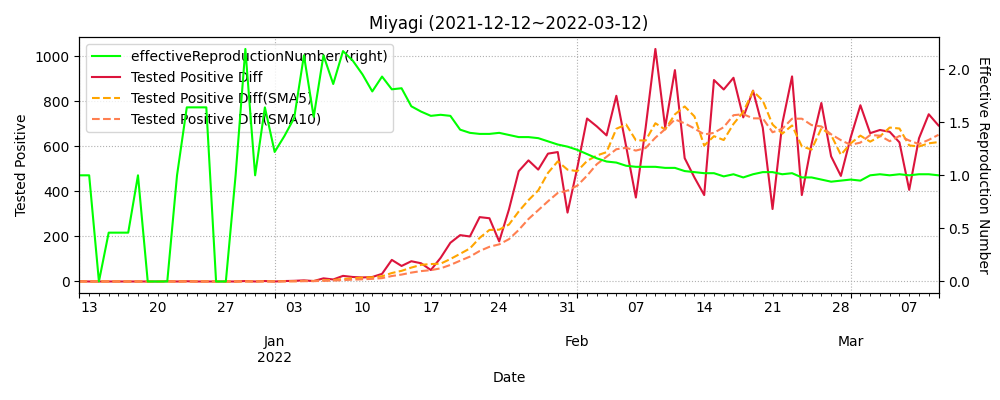 Miyagi (2021-12-12~2022-03-12)
effectiveReproductionNumber (right)
Tested Positive Diff
Tested Positive Diff(SMA5)
Tested Positive Diff(SMA10)
Tested Positive
1000
800
600
400
200
0
Effective Reproduction Number
2.0
1.5
1.0
0.5
0.0
13 20 27 03 10 17 24 31 07 14 21 28 07
Jan Feb Mar
2022
Date